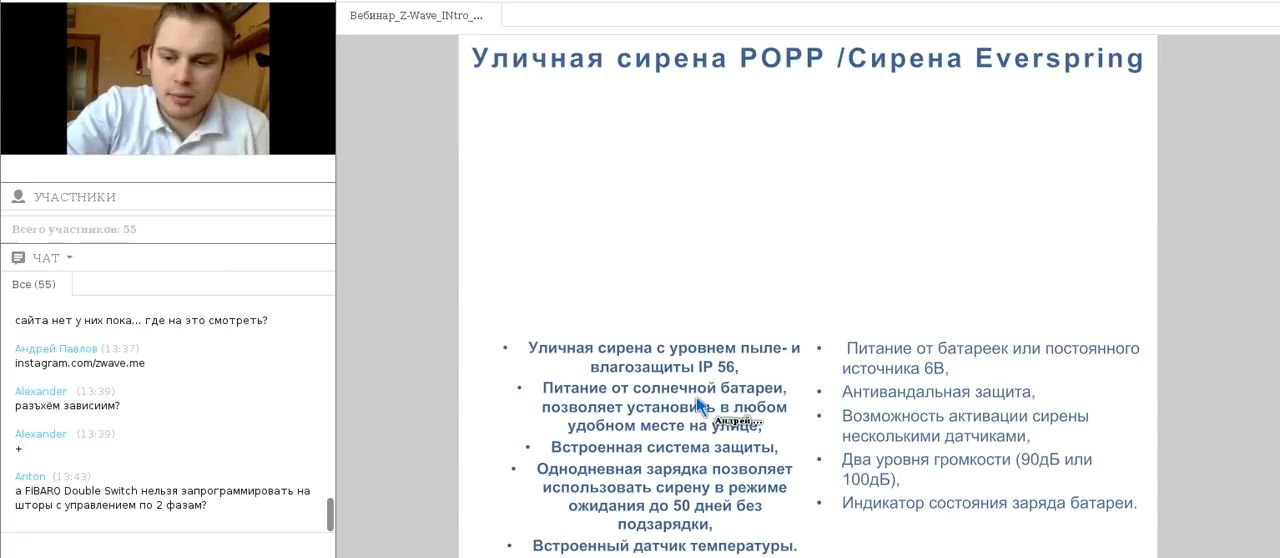 Вебинар_Z-Wave_INtro_...
УЧАСТНИКИ
Всего участников: 55
ЧАТ
Все (55)
сайта нет у них пока... где на это смотреть?
Андрей Павлов (13:37)
instagram.com/zwave.me
Alexander (13:39)
разъхём зависиим?
Alexander (13:39)
+
Anton (13:43)
а FIBARO Double Switch нельзя запрограммировать на
шторы с управлением по 2 фазам?
Уличная сирена POPP /Сирена Everspring
• Уличная сирена с уровнем пыле- и
влагозащиты IP 56,
• Питание от солнечной батареи,
позволяет установить в любом
удобном месте на улице,
Андрей...
• Встроенная система защиты,
• Однодневная зарядка позволяет
использовать сирену в режиме
ожидания до 50 дней без
подзарядки,
• Встроенный датчик температуры.
• Питание от батареек или постоянного
источника 6В,
• Антивандальная защита,
• Возможность активации сирены
несколькими датчиками,
• Два уровня громкости (90дБ или
100дБ),
• Индикатор состояния заряда батареи.